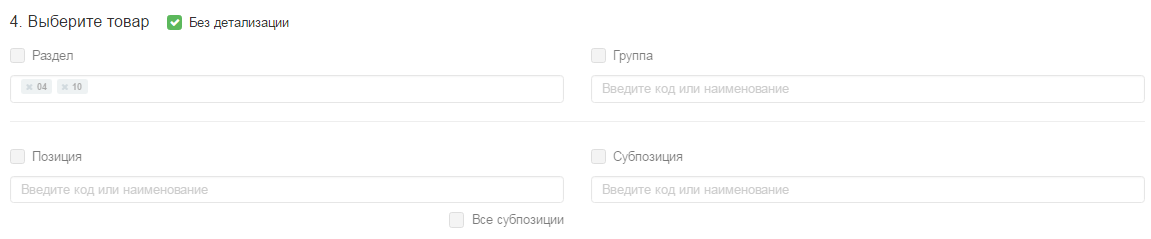 4. Выберите товар Без детализации
Раздел Группа
× 04 × 10 Введите код или наименование
Позиция Субпозиция
Введите код или наименование Введите код или наименование
Все субпозиции